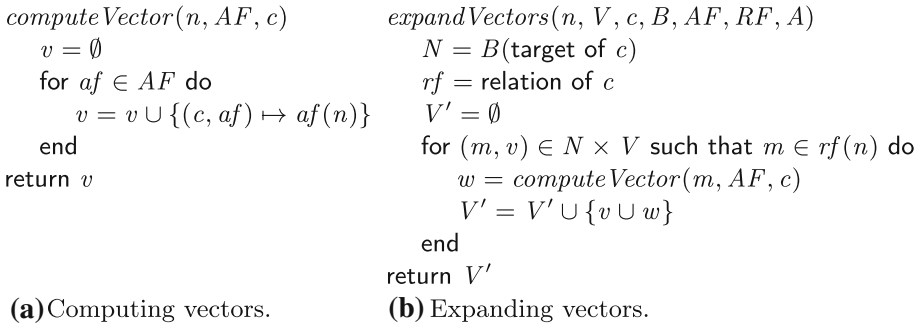 computeVector(n, AF, c)
v = ∅
for af ∈ AF do
v = v ∪ {(c, af) ↦ af(n)}
end
return v
(a) Computing vectors.
expandVectors(n, V, c, B, AF, RF, A)
N = B(target of c)
rf = relation of c
V′ = ∅
for (m, v) ∈ N × V such that m ∈ rf(n) do
w = computeVector(m, AF, c)
V′ = V′ ∪ {v ∪ w}
end
return V′
(b) Expanding vectors.